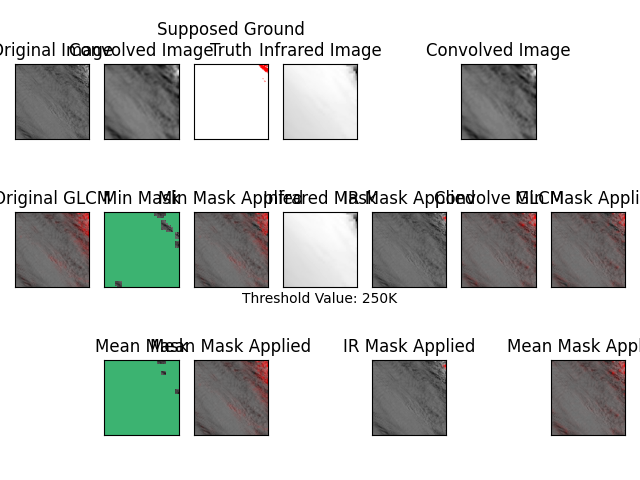 Supposed Ground
Original Image Convolved Image Truth Infrared Image Convolved Image
Original GLCM Min Mask Min Mask Applied Infrared Mask IR Mask Applied Convolve GLCM Min Mask Appli
Threshold Value: 250K
Mean Mask Mean Mask Applied IR Mask Applied Mean Mask Appl